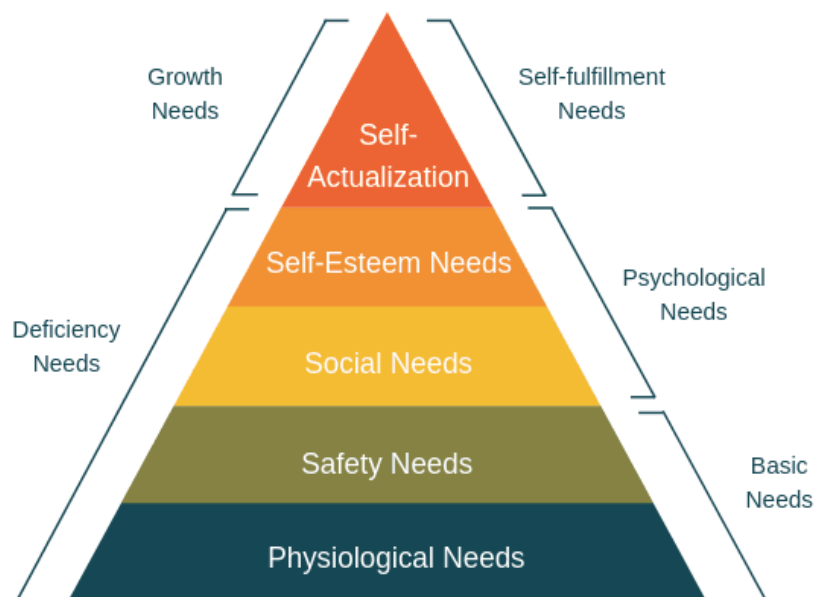 Growth
Needs
Self-fulfillment
Needs
Self-
Actualization
Self-Esteem Needs
Psychological
Needs
Deficiency
Needs
Social Needs
Safety Needs
Basic
Needs
Physiological Needs